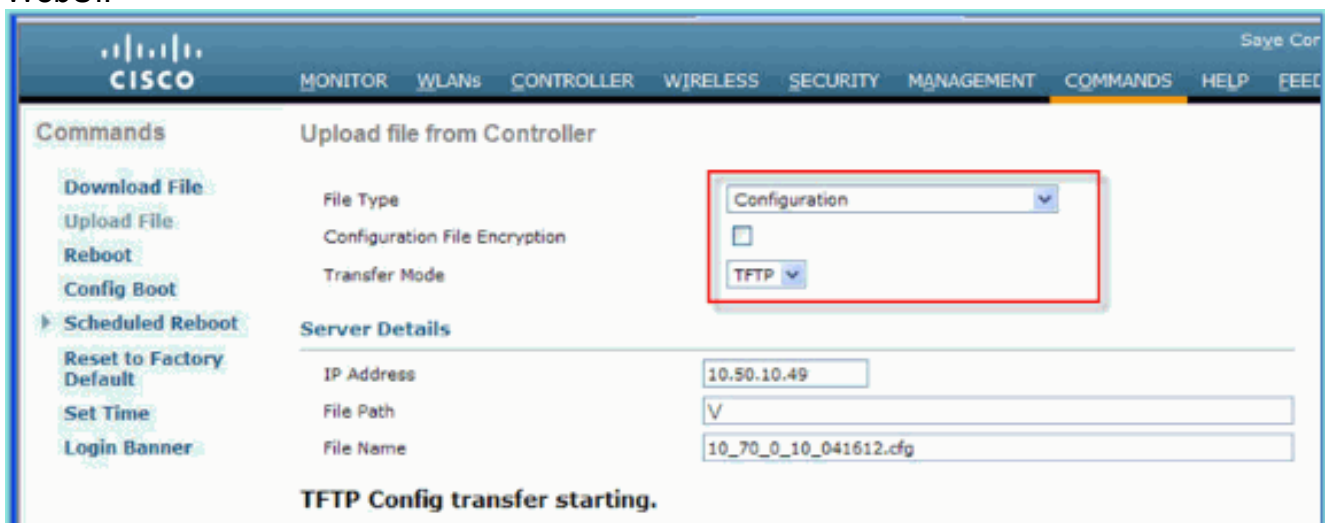 CISCO
Save Cor
MONITOR WLANs CONTROLLER WIRELESS SECURITY MANAGEMENT COMMANDS HELP FEED
Commands
Upload file from Controller
Download File
Upload File
Reboot
Config Boot
Scheduled Reboot
Reset to Factory
Default
Set Time
Login Banner
File Type Configuration
Configuration File Encryption
Transfer Mode TFTP
Server Details
IP Address 10.50.10.49
File Path \/
File Name 10_70_0_10_041612.cfg
TFTP Config transfer starting.